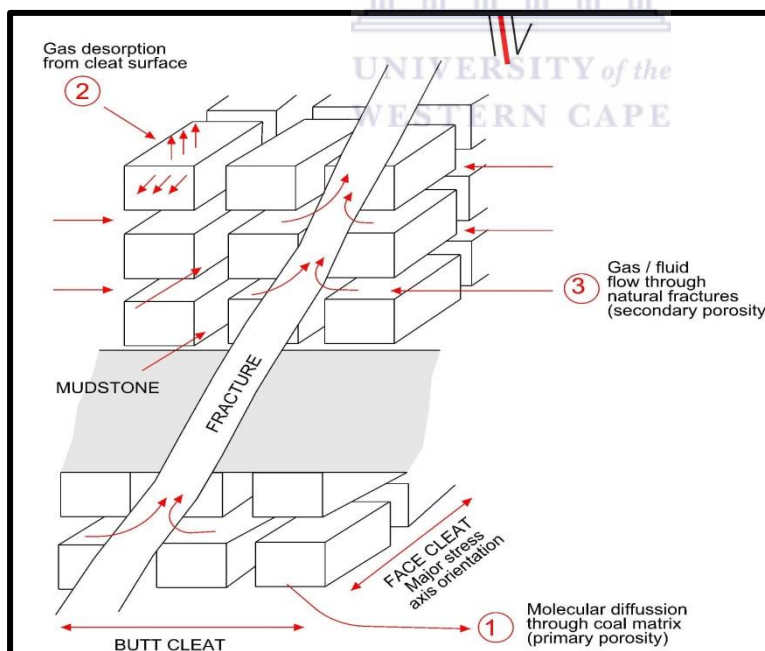 UNIVERSITY of the
WESTERN CAPE
Gas desorption
from cleat surface
2
3
Gas / fluid
flow through
natural fractures
(secondary porosity)
MUDSTONE
FRACTURE
FACE CLEAT
Major stress
axis orientation
BUTT CLEAT
1
Molecular diffussion
through coal matrix
(primary porosity)